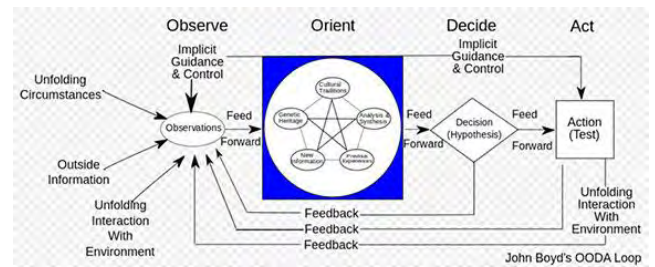 Observe
Orient
Decide
Act
Implicit
Guidance
& Control
Implicit
Guidance
& Control
Unfolding
Circumstances
Observations
Feed
Forward
Cultural
Traditions
Genetic
Heritage
Analysis &
Synthesis
New
Information
Previous
Experiences
Feed
Forward
Decision
(Hypothesis)
Feed
Forward
Action
(Test)
Outside
Information
Unfolding
Interaction
With
Environment
Unfolding
Interaction
With
Environment
Feedback
Feedback
Feedback
John Boyd's OODA Loop